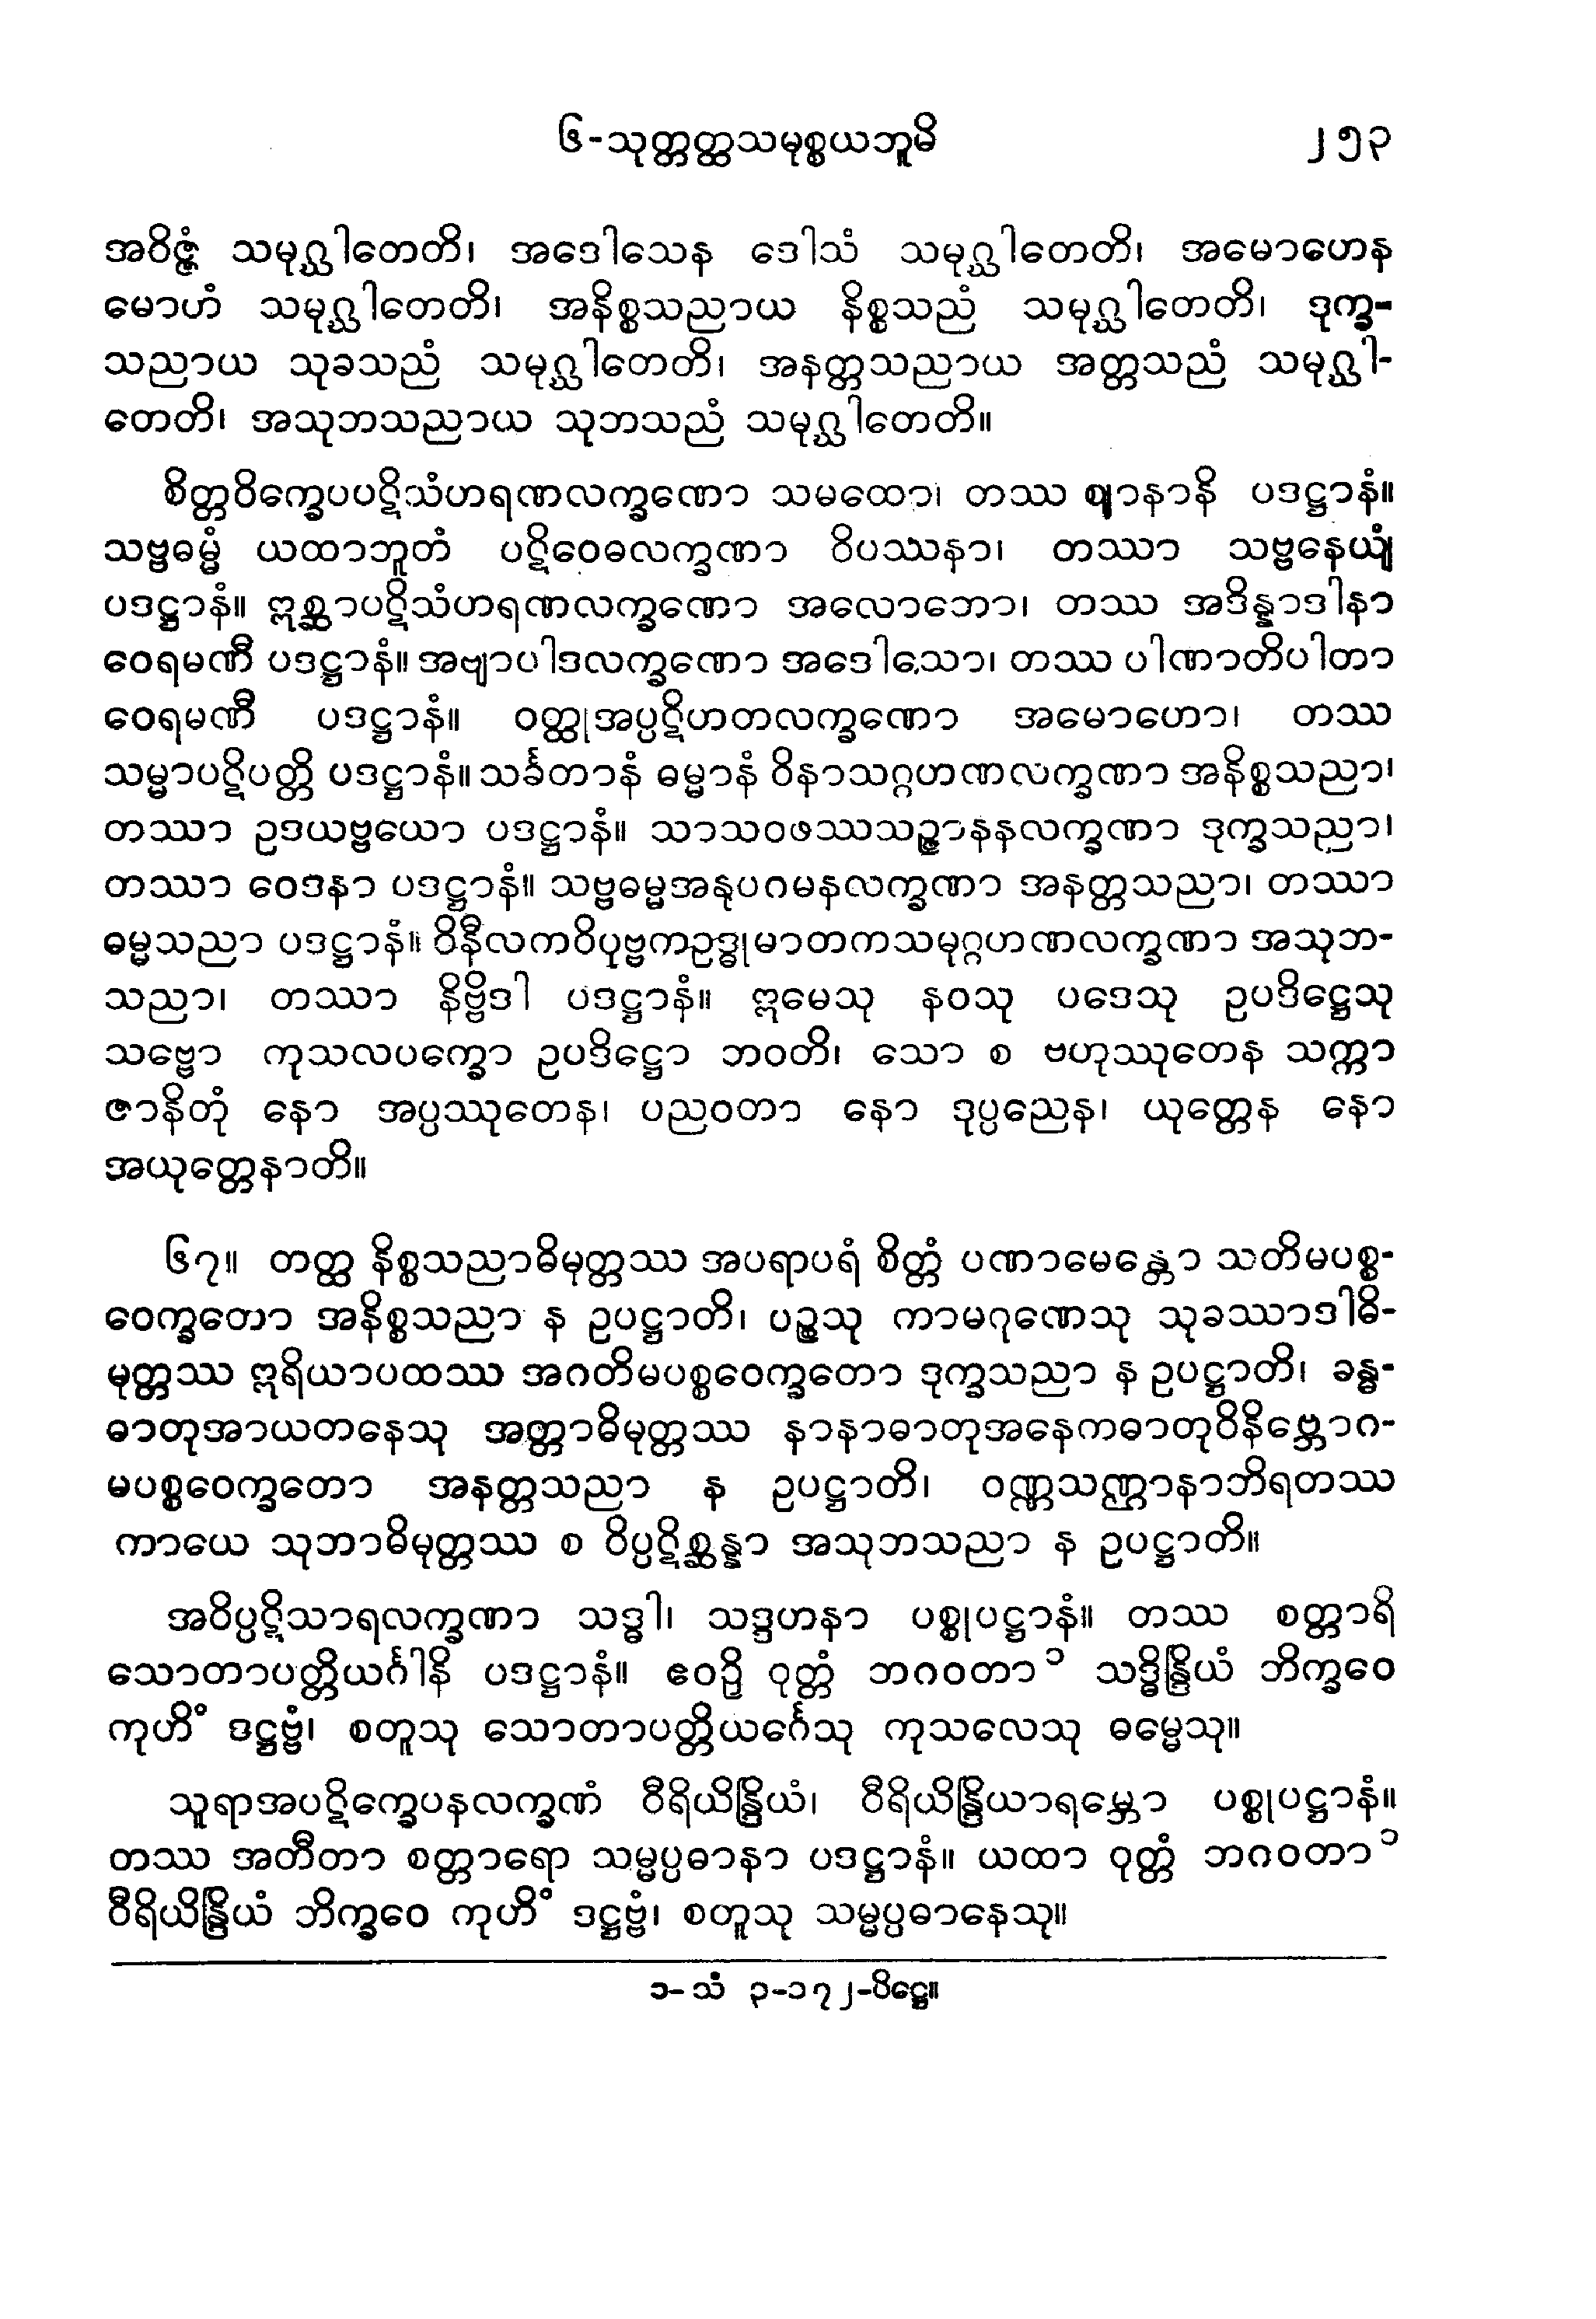 ၆-သုတ္တတ္ထသမုစ္စယဘူမိ ၂၅၃
အဝိဇ္ဇံ သမုဂ္ဃါတေတိ၊ အဒေါသေန ဒေါသံ သမုဂ္ဃါတေတိ၊ အမောဟေန
မောဟံ သမုဂ္ဃါတေတိ၊ အနိစ္စသညာယ နိစ္စသညံ သမုဂ္ဃါတေတိ၊ ဒုက္ခ-
သညာယ သုခသညံ သမုဂ္ဃါတေတိ၊ အနတ္တသညာယ အတ္တသညံ သမုဂ္ဃါ-
တေတိ၊ အသုဘသညာယ သုဘသညံ သမုဂ္ဃါတေတိ။
စိတ္တဝိက္ခေပပဋိသံဟရဏလက္ခဏော သမထော၊ တဿ ဈာနာနိ ပဒဋ္ဌာနံ။
သဗ္ဗဓမ္မံ ယထာဘူတံ ပဋိဝေဓလက္ခဏာ ဝိပဿနာ၊ တဿာ သဗ္ဗနေယျံ
ပဒဋ္ဌာနံ။ ဣစ္ဆာပဋိသံဟရဏလက္ခဏော အလောဘော၊ တဿ အဒိန္နာဒါနာ
ဝေရမဏီ ပဒဋ္ဌာနံ။ အဗျာပါဒလက္ခဏော အဒေါသော၊ တဿ ပါဏာတိပါတာ
ဝေရမဏီ ပဒဋ္ဌာနံ။ ဝတ္ထုအပ္ပဋိဟတလက္ခဏော အမောဟော၊ တဿ
သမ္မာပဋိပတ္တိ ပဒဋ္ဌာနံ။ သင်္ခတာနံ ဓမ္မာနံ ဝိနာသဂ္ဂဟဏလက္ခဏာ အနိစ္စသညာ၊
တဿာ ဥဒယဗ္ဗယော ပဒဋ္ဌာနံ။ သာသဝဖဿသဉ္ဇာနနလက္ခဏာ ဒုက္ခသညာ၊
တဿာ ဝေဒနာ ပဒဋ္ဌာနံ။ သဗ္ဗဓမ္မအနုပဂမနလက္ခဏာ အနတ္တသညာ၊ တဿာ
ဓမ္မသညာ ပဒဋ္ဌာနံ။ ဝိနီလကဝိပုဗ္ဗကဥဒ္ဓုမာတကသမုဂ္ဂဟဏလက္ခဏာ အသုဘ-
သညာ၊ တဿာ နိဗ္ဗိဒါ ပဒဋ္ဌာနံ။ ဣမေသု နဝသု ပဒေသု ဥပဒိဋ္ဌေသု
သဗ္ဗော ကုသလပက္ခော ဥပဒိဋ္ဌော ဘဝတိ၊ သော စ ဗဟုဿုတေန သက္ကာ
ဇာနိတုံ နော အပ္ပဿုတေန၊ ပညဝတာ နော ဒုပ္ပညေန၊ ယုတ္တေန နော
အယုတ္တေနာတိ။
၆၇။ တတ္ထ နိစ္စသညာဓိမုတ္တဿ အပရာပရံ စိတ္တံ ပဏာမေန္တော သတိမပစ္စ-
ဝေက္ခတော အနိစ္စသညာ န ဥပဋ္ဌာတိ၊ ပဉ္စသု ကာမဂုဏေသု သုခဿာဒါဓိ-
မုတ္တဿ ဣရိယာပထဿ အဂတိမပစ္စဝေက္ခတော ဒုက္ခသညာ န ဥပဋ္ဌာတိ၊ ခန္ဓ-
ဓာတုအာယတနေသု အတ္တာဓိမုတ္တဿ နာနာဓာတုအနေကဓာတုဝိနိဗ္ဘောဂ-
မပစ္စဝေက္ခတော အနတ္တသညာ န ဥပဋ္ဌာတိ၊ ဝဏ္ဏသဏ္ဌာနာဘိရတဿ
ကာယေ သုဘာဓိမုတ္တဿ စ ဝိပ္ပဋိစ္ဆန္နာ အသုဘသညာ န ဥပဋ္ဌာတိ။
အဝိပ္ပဋိသာရလက္ခဏာ သဒ္ဓါ၊ သဒ္ဒဟနာ ပစ္စုပဋ္ဌာနံ။ တဿ စတ္တာရိ
သောတာပတ္တိယင်္ဂါနိ ပဒဋ္ဌာနံ။ ဧဝဉှိ ဝုတ္တံ ဘဂဝတာ ၁ သဒ္ဓိန္ဒြိယံ ဘိက္ခဝေ
ကုဟိံ ဒဋ္ဌဗ္ဗံ၊ စတူသု သောတာပတ္တိယင်္ဂေသု ကုသလေသု ဓမ္မေသု။
သူရာအပဋိက္ခေပနလက္ခဏံ ဝီရိယိန္ဒြိယံ၊ ဝီရိယိန္ဒြိယာရမ္ဘော ပစ္စုပဋ္ဌာနံ။
တဿ အတီတာ စတ္တာရော သမ္မပ္ပဓာနာ ပဒဋ္ဌာနံ။ ယထာ ဝုတ္တံ ဘဂဝတာ ၁
ဝီရိယိန္ဒြိယံ ဘိက္ခဝေ ကုဟိံ ဒဋ္ဌဗ္ဗံ၊ စတူသု သမ္မပ္ပဓာနေသု။
၁- သံ ၃-၁၇၂-ပိဋ္ဌေ။